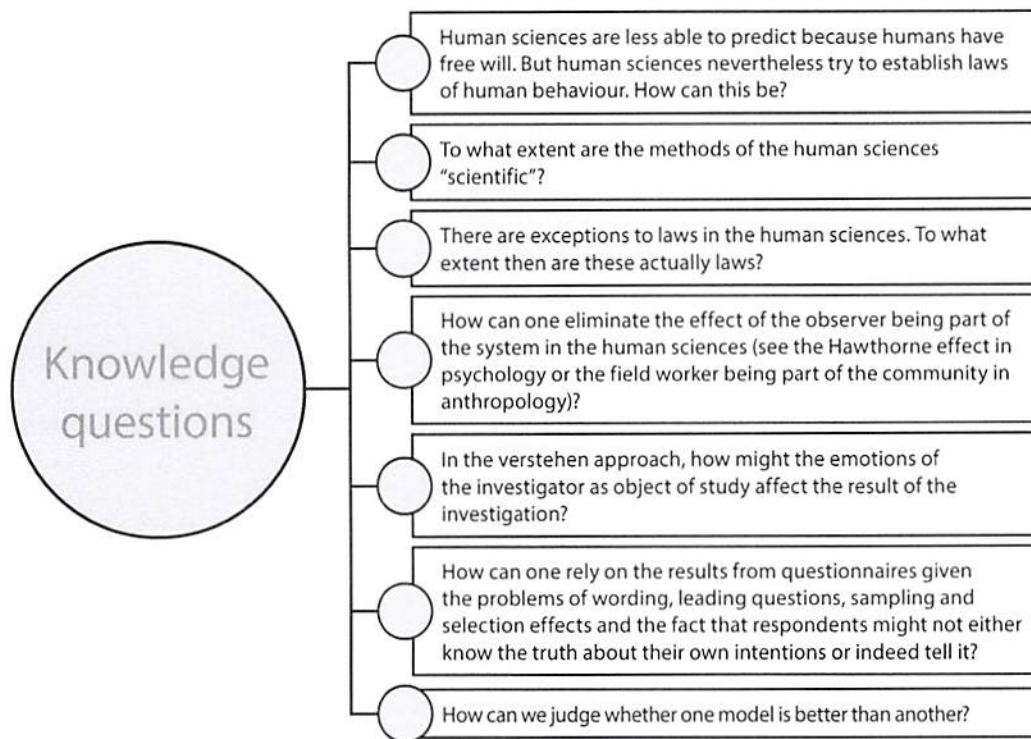 Knowledge
questions
Human sciences are less able to predict because humans have
free will. But human sciences nevertheless try to establish laws
of human behaviour. How can this be?
To what extent are the methods of the human sciences
“scientific”?
There are exceptions to laws in the human sciences. To what
extent then are these actually laws?
How can one eliminate the effect of the observer being part of
the system in the human sciences (see the Hawthorne effect in
psychology or the field worker being part of the community in
anthropology)?
In the verstehen approach, how might the emotions of
the investigator as object of study affect the result of the
investigation?
How can one rely on the results from questionnaires given
the problems of wording, leading questions, sampling and
selection effects and the fact that respondents might not either
know the truth about their own intentions or indeed tell it?
How can we judge whether one model is better than another?